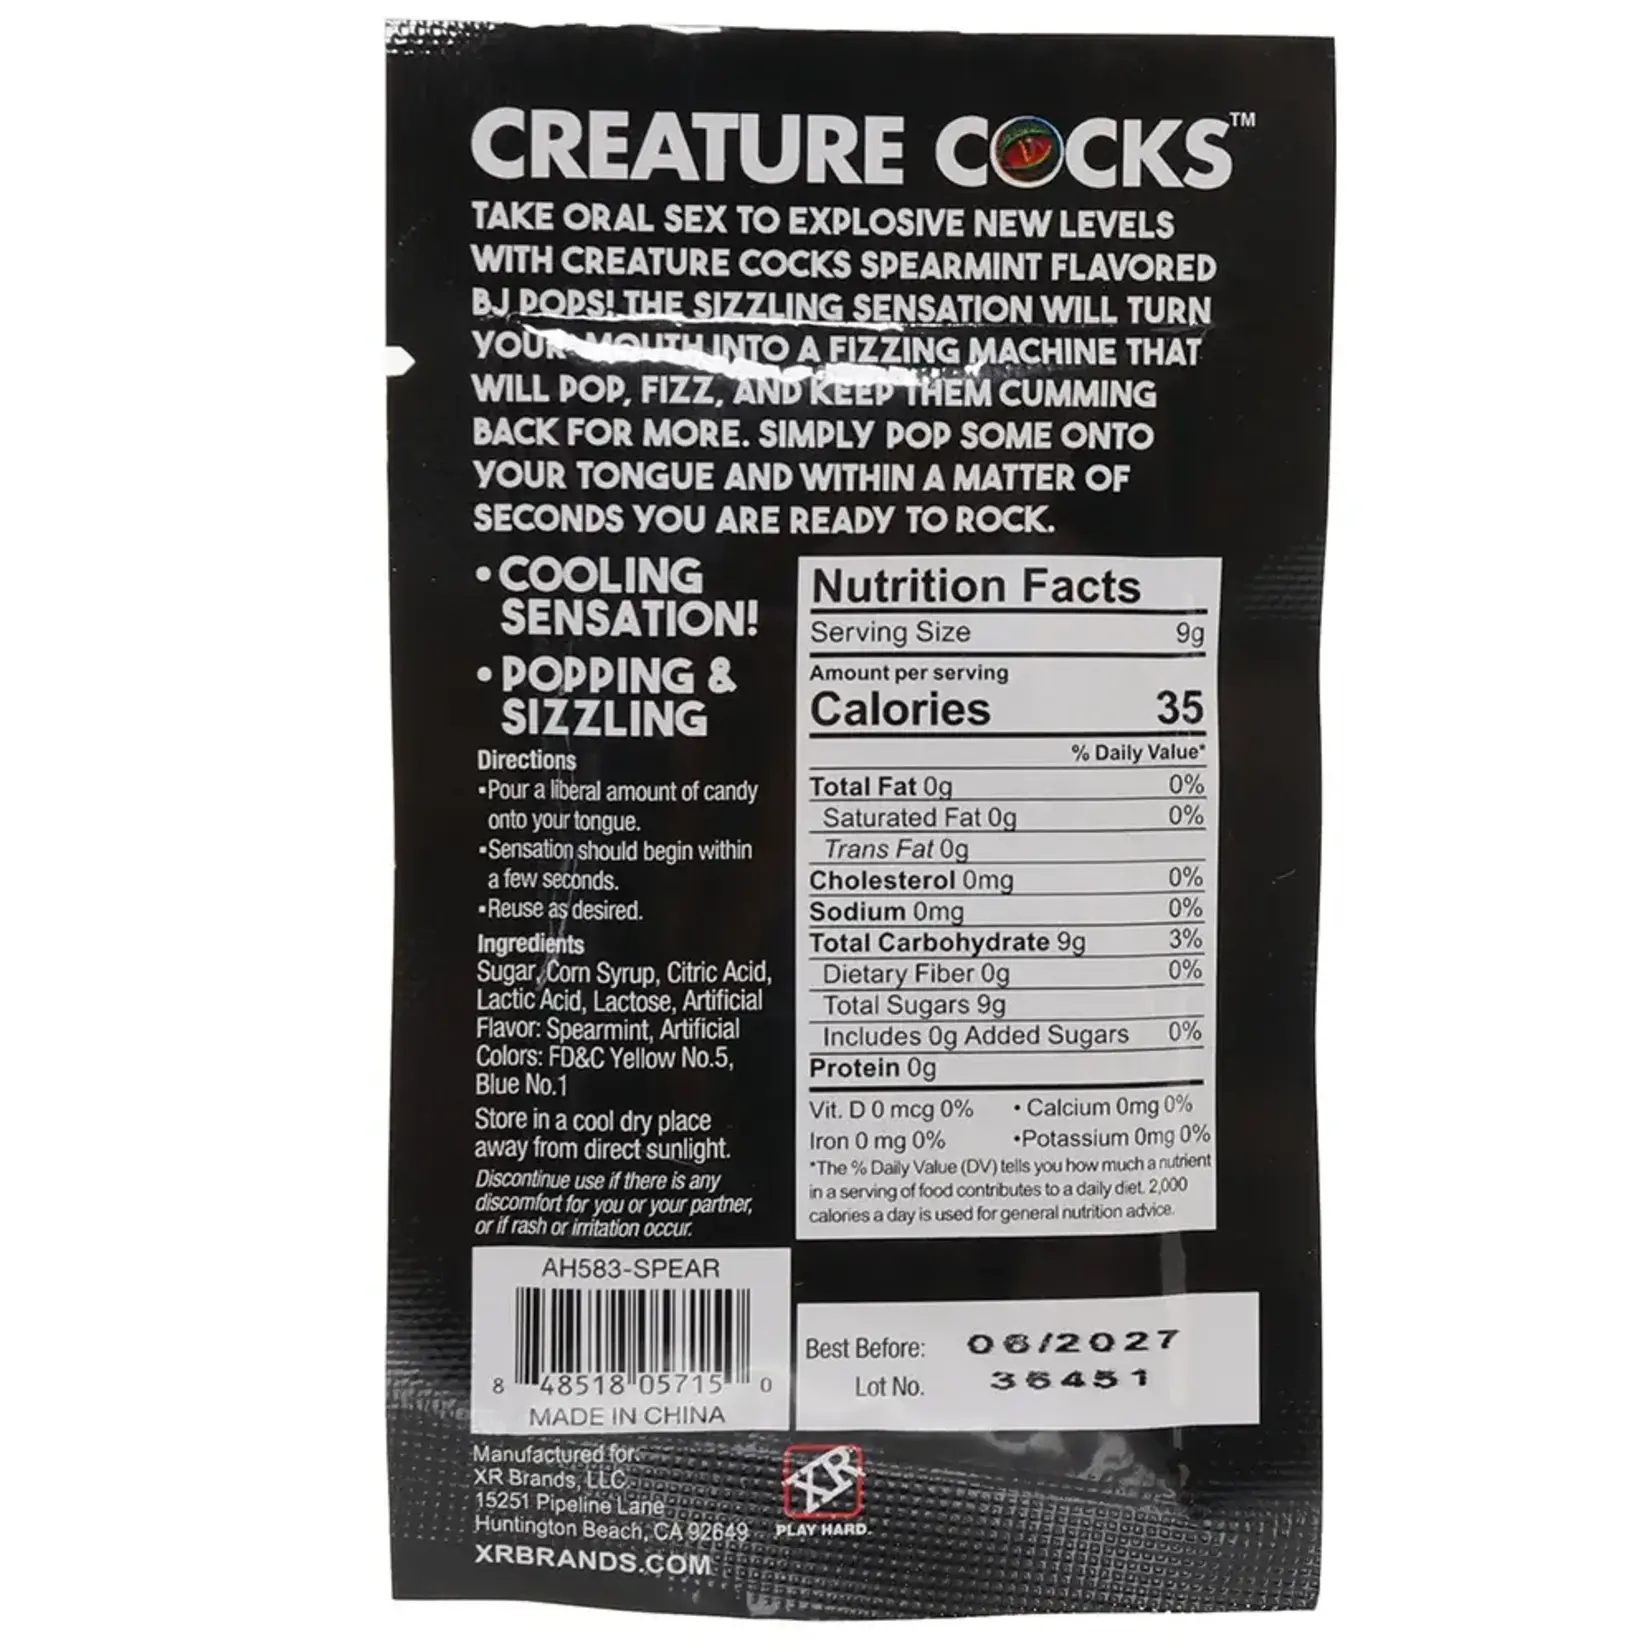 CREATURE COCKS™
TAKE ORAL SEX TO EXPLOSIVE NEW LEVELS
WITH CREATURE COCKS SPEARMINT FLAVORED
BJ POPS! THE SIZZLING SENSATION WILL TURN
YOUR MOUTH INTO A FIZZING MACHINE THAT
WILL POP, FIZZ, AND KEEP THEM CUMMING
BACK FOR MORE. SIMPLY POP SOME ONTO
YOUR TONGUE AND WITHIN A MATTER OF
SECONDS YOU ARE READY TO ROCK.
• COOLING
SENSATION!
• POPPING &
SIZZLING
Directions
▪Pour a liberal amount of candy
onto your tongue.
▪Sensation should begin within
a few seconds.
▪Reuse as desired.
Ingredients
Sugar, Corn Syrup, Citric Acid,
Lactic Acid, Lactose, Artificial
Flavor: Spearmint, Artificial
Colors: FD&C Yellow No.5,
Blue No.1
Store in a cool dry place
away from direct sunlight.
Discontinue use if there is any
discomfort for you or your partner,
or if rash or irritation occur.
Nutrition Facts
Serving Size 9g
Amount per serving
Calories 35
% Daily Value*
Total Fat 0g 0%
Saturated Fat 0g 0%
Trans Fat 0g
Cholesterol 0mg 0%
Sodium 0mg 0%
Total Carbohydrate 9g 3%
Dietary Fiber 0g 0%
Total Sugars 9g
Includes 0g Added Sugars 0%
Protein 0g
Vit. D 0 mcg 0% • Calcium 0mg 0%
Iron 0 mg 0% •Potassium 0mg 0%
*The % Daily Value (DV) tells you how much a nutrient
in a serving of food contributes to a daily diet. 2,000
calories a day is used for general nutrition advice.
AH583-SPEAR
8 48518 05715 0
MADE IN CHINA
Best Before: 06/2027
Lot No. 36451
Manufactured for:
XR Brands, LLC.
15251 Pipeline Lane
Huntington Beach, CA 92649
XRBRANDS.COM
XR
PLAY HARD.